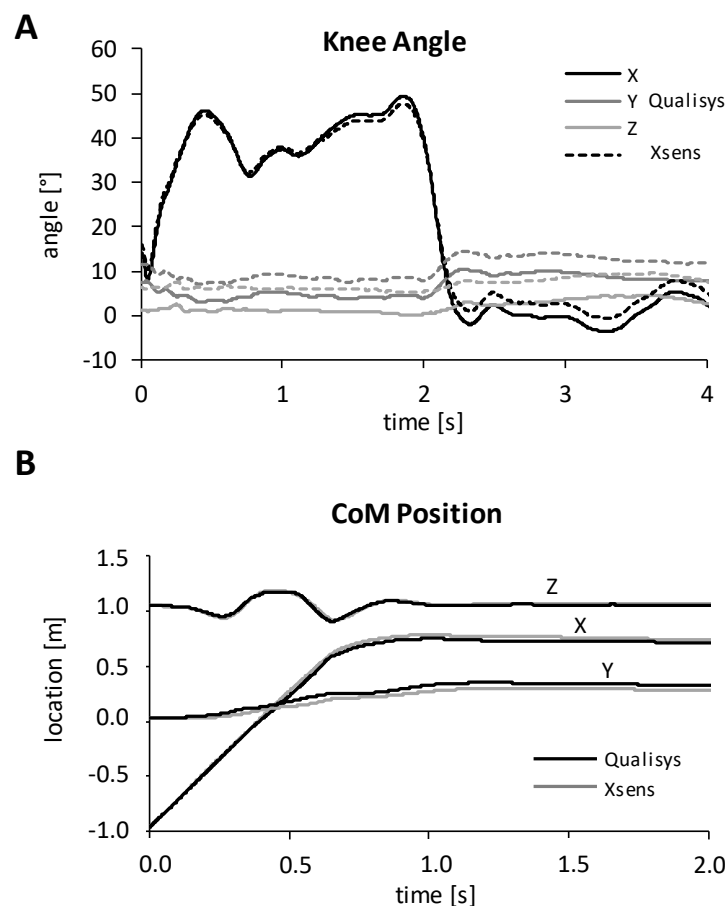 A
Knee Angle
60
50
40
30
20
10
0
-10
angle [°]
X
Y Qualisys
Z
Xsens
0 1 2 3 4
time [s]
B
CoM Position
1.5
1.0
0.5
0.0
-0.5
-1.0
location [m]
Z
X
Y
Qualisys
Xsens
0.0 0.5 1.0 1.5 2.0
time [s]